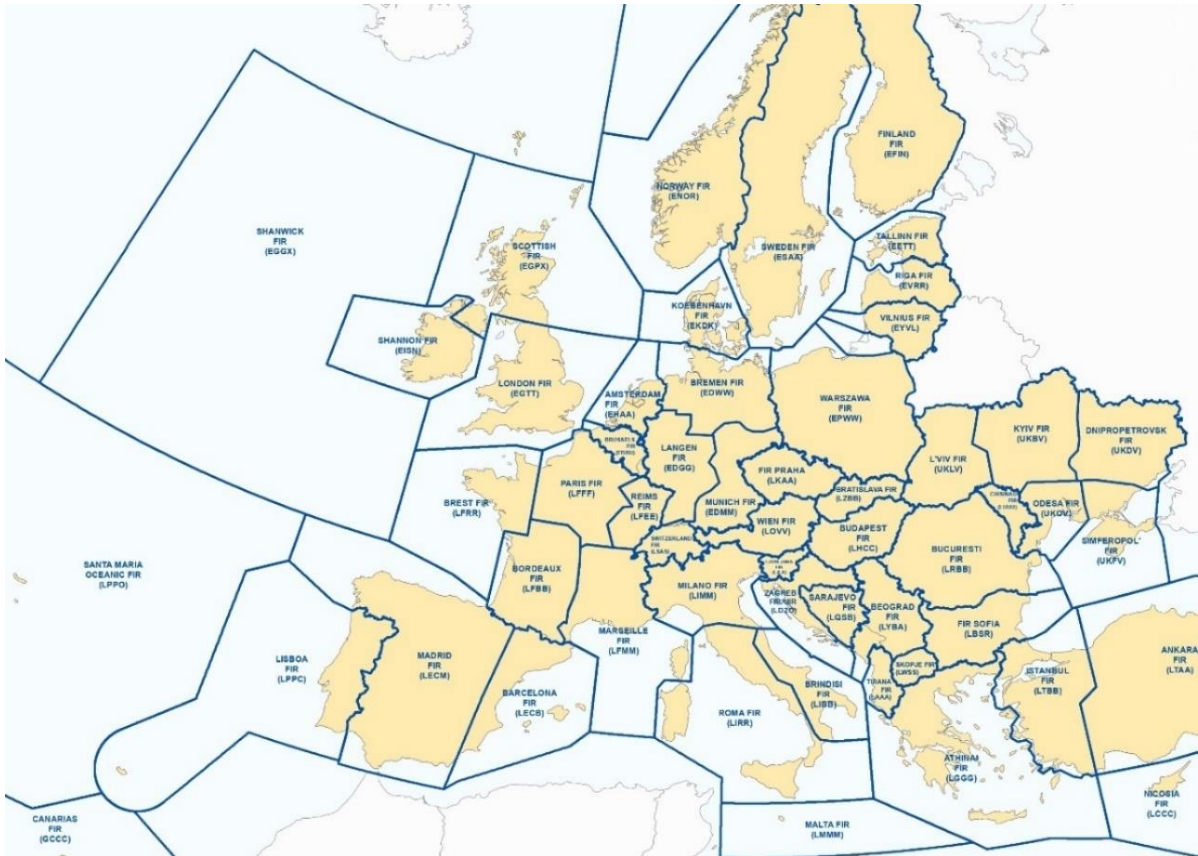 FINLAND
FIR
(EFIN)
NORWAY FIR
(ENOR)
SHANWICK
FIR
(EGGX)
SCOTTISH
FIR
(EGPX)
SWEDEN FIR
(ESAA)
TALLINN FIR
(EETT)
RIGA FIR
(EVRR)
KOEBENHAVN
FIR
(EKDK)
VILNIUS FIR
(EYVL)
SHANNON FIR
(EISN)
LONDON FIR
(EGTT)
AMSTERDAM
FIR
(EHAA)
BREMEN FIR
(EDWW)
WARSZAWA
FIR
(EPWW)
KYIV FIR
(UKBV)
DNIPROPETROVSK
FIR
(UKDV)
BRUSSELS
FIR
LANGEN
FIR
(EDGG)
L'VIV FIR
(UKLV)
FIR PRAHA
(LKAA)
PARIS FIR
(LFFF)
BREST FIR
(LFRR)
REIMS
FIR
(LFEE)
MUNICH FIR
(EDMM)
BRATISLAVA FIR
(LZBB)
FIR
ODESA FIR
(UKOV)
WIEN FIR
(LOVV)
BUDAPEST
FIR
(LHCC)
SWITZERLAND
FIR
(LSAS)
BUCURESTI
FIR
(LRBB)
SIMFEROPOL'
FIR
(UKFV)
SANTA MARIA
OCEANIC FIR
(LPPO)
BORDEAUX
FIR
(LFBB)
MILANO FIR
(LIMM)
ZAGREB
(LDZO)
SARAJEVO
FIR
(LQSB)
BEOGRAD
FIR
(LYBA)
FIR SOFIA
(LBSR)
MARSEILLE
FIR
(LFMM)
LISBOA
FIR
(LPPC)
MADRID
FIR
(LECM)
BARCELONA
FIR
(LECB)
ROMA FIR
(LIRR)
BRINDISI
FIR
(LIBB)
TIRANA
FIR
(LAAA)
SKOPJE FIR
(LWSS)
ISTANBUL
FIR
(LTBB)
ANKARA
FIR
(LTAA)
ATHINAI
FIR
(LGGG)
NICOSIA
FIR
(LCCC)
CANARIAS
FIR
(GCCC)
MALTA FIR
(LMMM)